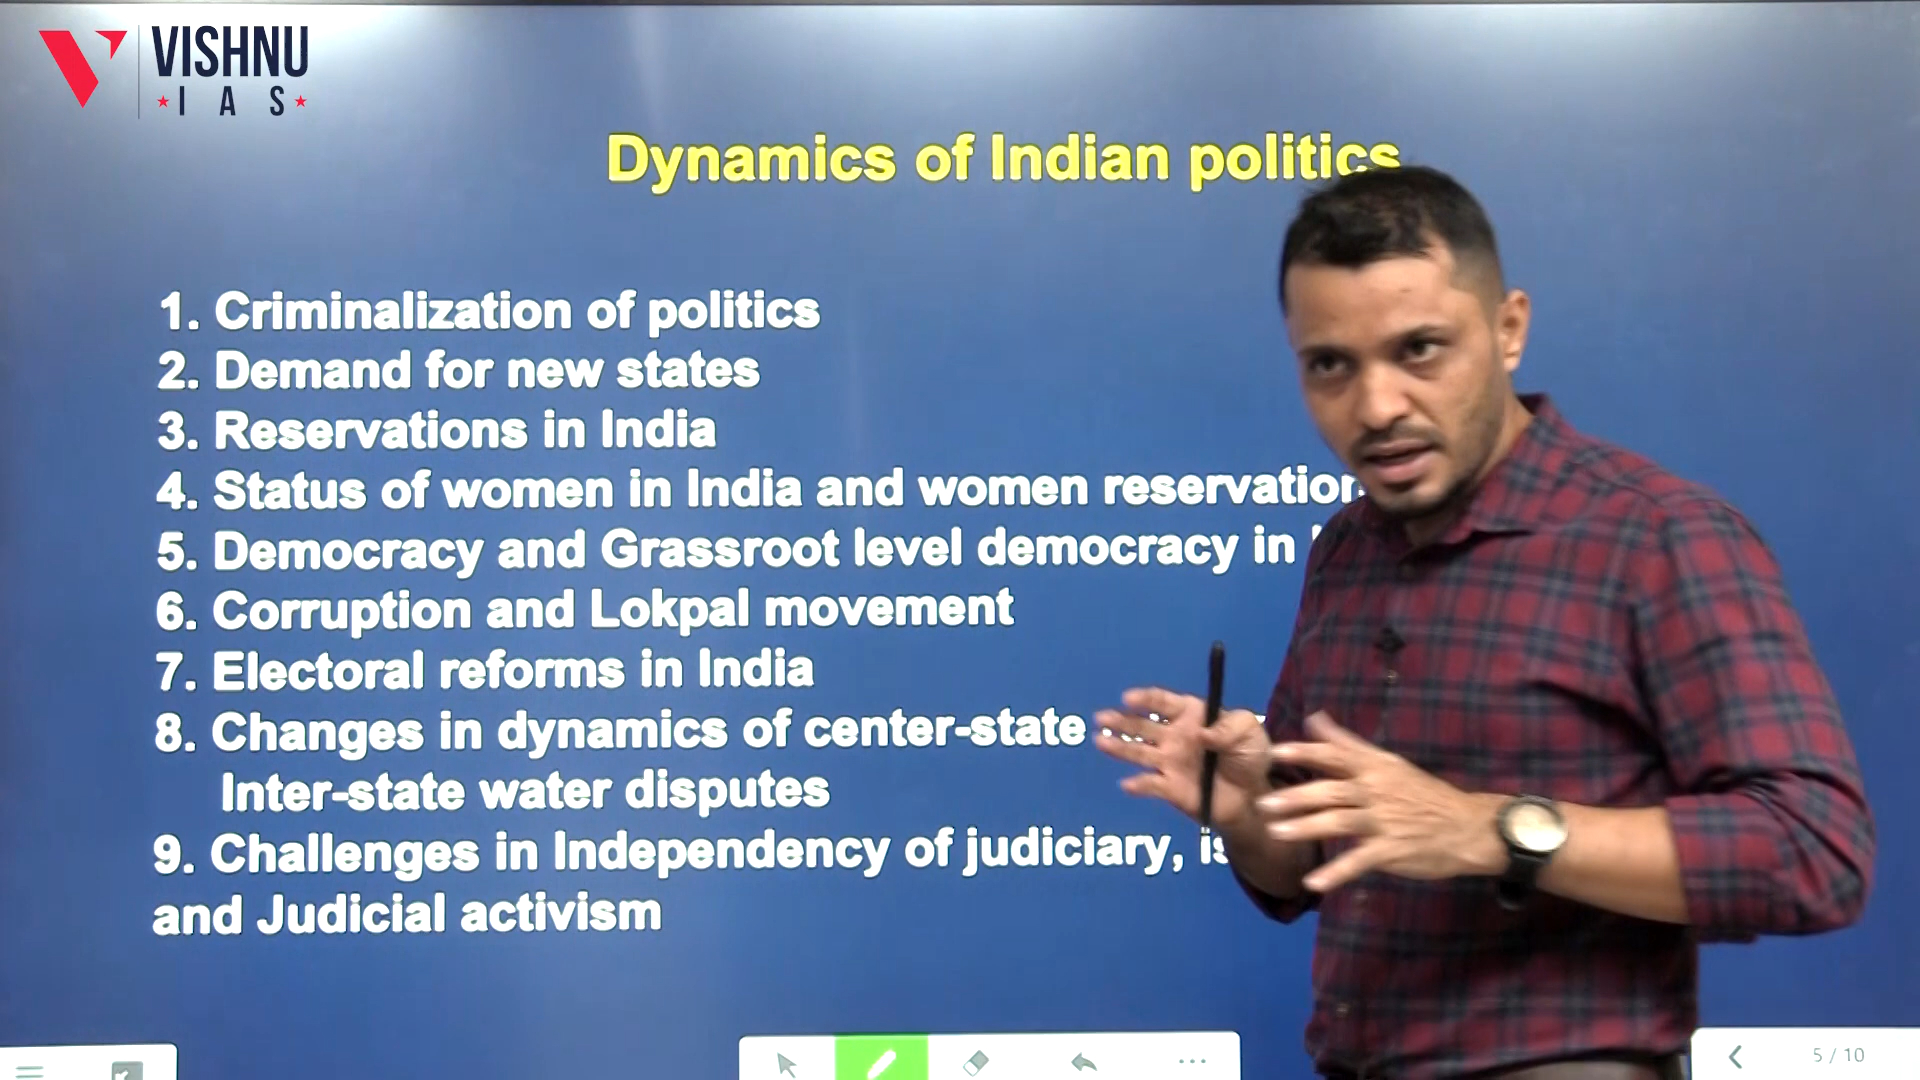 VISHNU
IAS
Dynamics of Indian politics
1. Criminalization of politics
2. Demand for new states
3. Reservations in India
4. Status of women in India and women reservation
5. Democracy and Grassroot level democracy in
6. Corruption and Lokpal movement
7. Electoral reforms in India
8. Changes in dynamics of center-state
Inter-state water disputes
9. Challenges in Independency of judiciary,
and Judicial activism
5 / 10